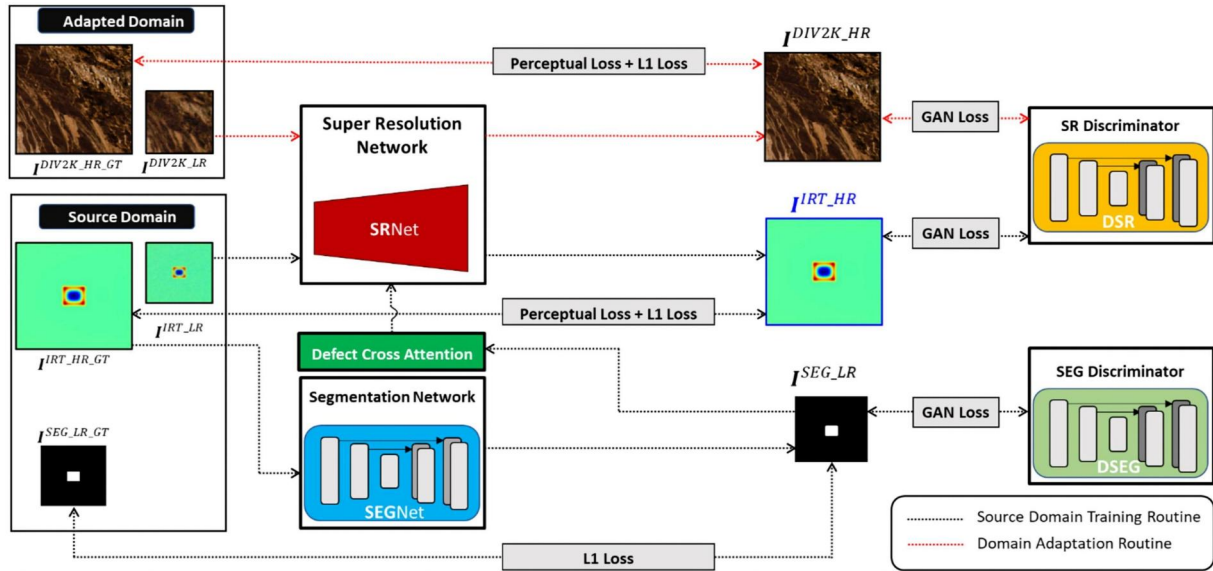 Adapted Domain
I^{DIV2K_HR_GT}
I^{DIV2K_LR}
Source Domain
I^{IRT_LR}
I^{IRT_HR_GT}
I^{SEG_LR_GT}
Super Resolution
Network
SRNet
Defect Cross Attention
Segmentation Network
SEGNet
Perceptual Loss + L1 Loss
Perceptual Loss + L1 Loss
L1 Loss
I^{DIV2K_HR}
I^{IRT_HR}
I^{SEG_LR}
GAN Loss
GAN Loss
GAN Loss
SR Discriminator
DSR
SEG Discriminator
DSEG
Source Domain Training Routine
Domain Adaptation Routine